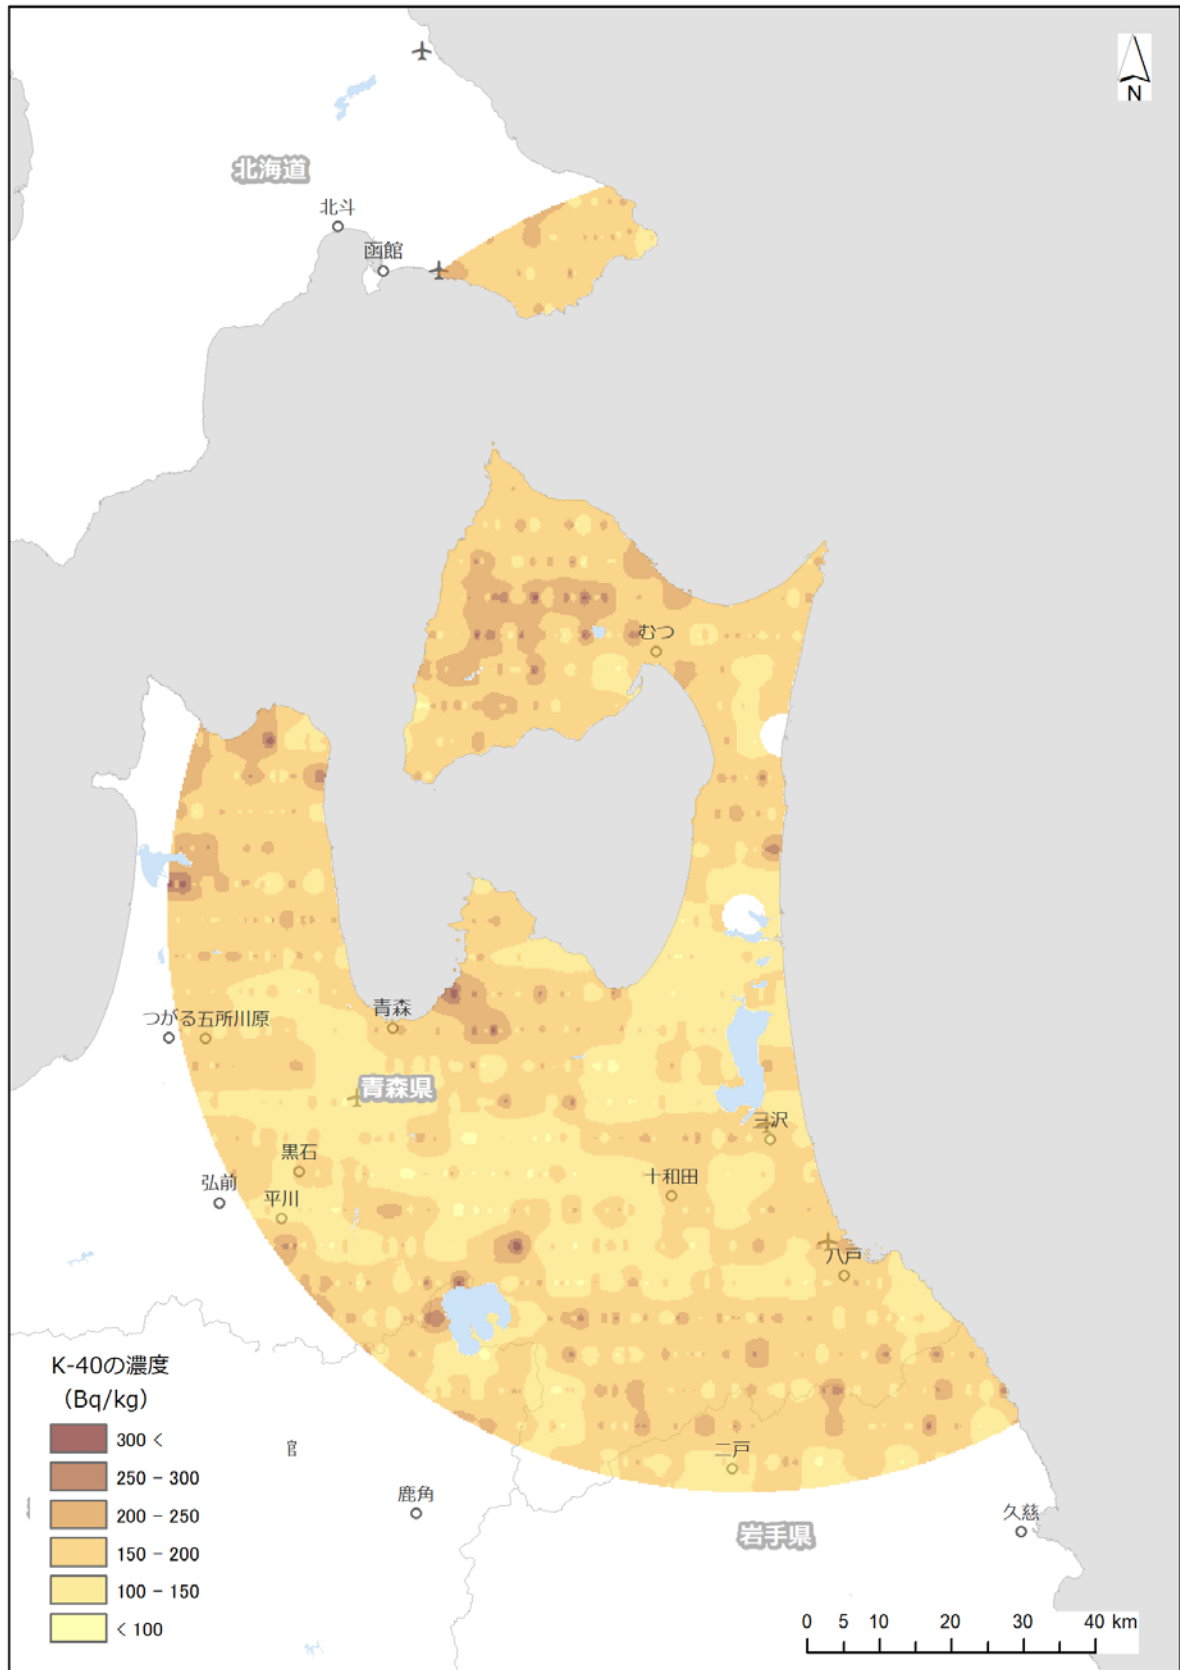 N
北海道
北斗
函館
むつ
青森
つがる
五所川原
青森県
三沢
黒石
十和田
弘前
平川
八戸
K-40の濃度
(Bq/kg)
300 <
250 - 300
200 - 250
150 - 200
100 - 150
< 100
二戸
鹿角
久慈
岩手県
0 5 10 20 30 40 km